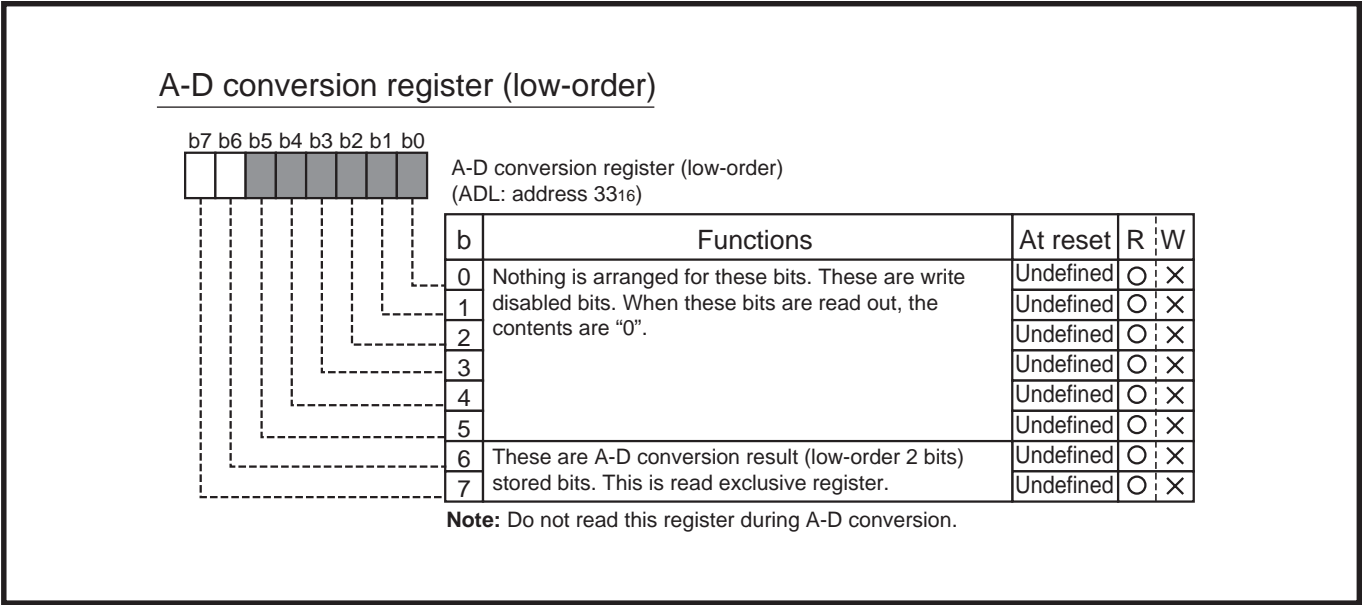 A-D conversion register (low-order)
b7 b6 b5 b4 b3 b2 b1 b0
A-D conversion register (low-order)
(ADL: address 3316)
b Functions At reset R W
0 Nothing is arranged for these bits. These are write Undefined ○ ×
1 disabled bits. When these bits are read out, the Undefined ○ ×
2 contents are “0”. Undefined ○ ×
3 Undefined ○ ×
4 Undefined ○ ×
5 Undefined ○ ×
6 These are A-D conversion result (low-order 2 bits) Undefined ○ ×
7 stored bits. This is read exclusive register. Undefined ○ ×
Note: Do not read this register during A-D conversion.